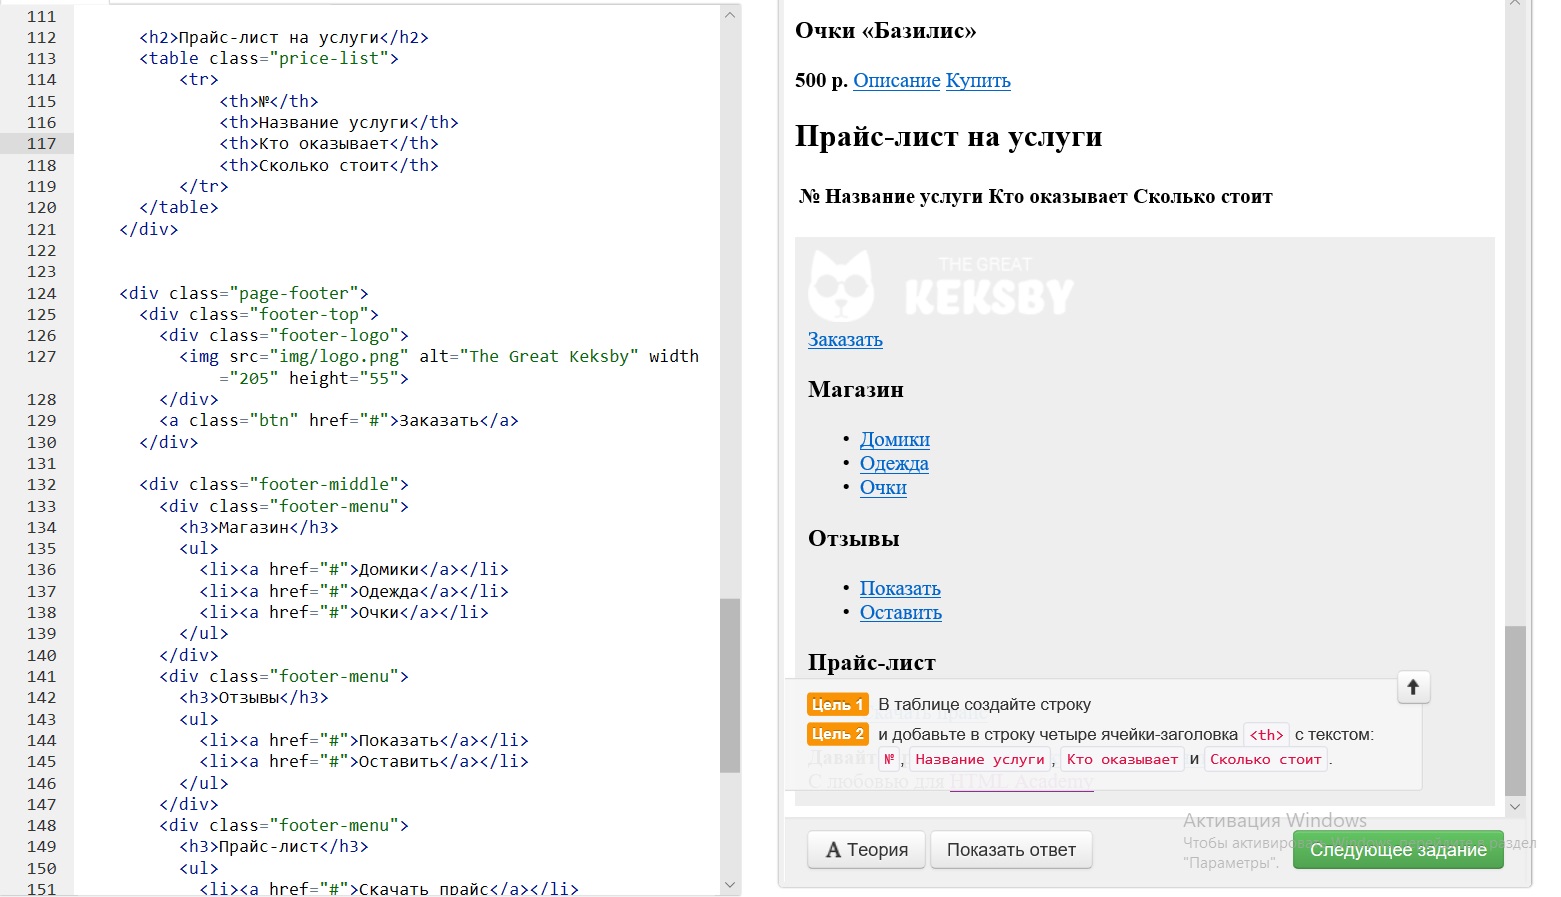 111
112 <h2>Прайс-лист на услуги</h2>
113 <table class="price-list">
114 <tr>
115 <th>№</th>
116 <th>Название услуги</th>
117 <th>Кто оказывает</th>
118 <th>Сколько стоит</th>
119 </tr>
120 </table>
121 </div>
122
123
124 <div class="page-footer">
125 <div class="footer-top">
126 <div class="footer-logo">
127 <img src="img/logo.png" alt="The Great Keksby" width
="205" height="55">
128 </div>
129 <a class="btn" href="#">Заказать</a>
130 </div>
131
132 <div class="footer-middle">
133 <div class="footer-menu">
134 <h3>Магазин</h3>
135 <ul>
136 <li><a href="#">Домики</a></li>
137 <li><a href="#">Одежда</a></li>
138 <li><a href="#">Очки</a></li>
139 </ul>
140 </div>
141 <div class="footer-menu">
142 <h3>Отзывы</h3>
143 <ul>
144 <li><a href="#">Показать</a></li>
145 <li><a href="#">Оставить</a></li>
146 </ul>
147 </div>
148 <div class="footer-menu">
149 <h3>Прайс-лист</h3>
150 <ul>
151 <li><a href="#">Скачать прайс</a></li>
Очки «Базилис»
500 р. Описание Купить
Прайс-лист на услуги
№ Название услуги Кто оказывает Сколько стоит
THE GREAT
KEKSBY
Заказать
Магазин
• Домики
• Одежда
• Очки
Отзывы
• Показать
• Оставить
Прайс-лист
Цель 1 В таблице создайте строку
Цель 2 и добавьте в строку четыре ячейки-заголовка <th> с текстом:
№, Название услуги, Кто оказывает и Сколько стоит.
С любовью для HTML Academy
Активация Windows
Чтобы активировать Windows, перейдите в раздел
"Параметры".
A Теория
Показать ответ
Следующее задание